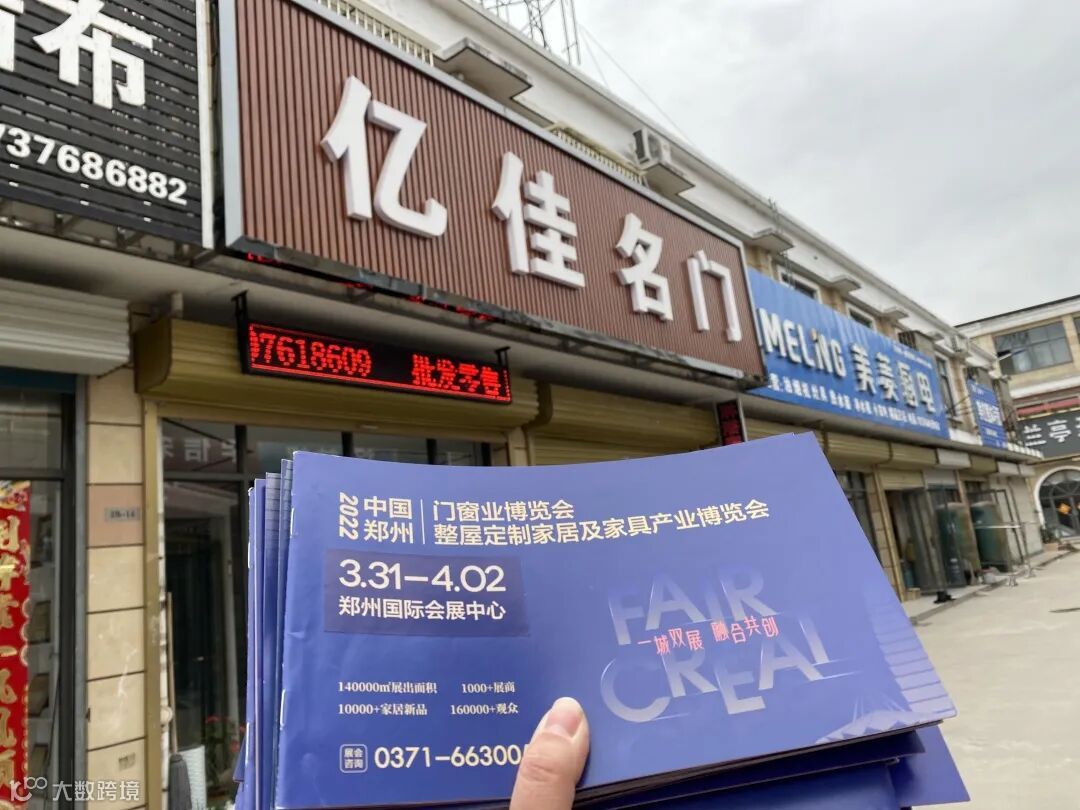 布
737686882
亿佳名门
97618609 批发零售
MELNG 美菱厨电
兰亭
2022
中国
郑州
门窗业博览会
整屋定制家居及家具产业博览会
3.31—4.02
郑州国际会展中心
FAIR
CREAT
一城双展 融合共创
140000㎡展出面积 1000+展商
10000+家居新品 160000+观众
展会
咨询
0371-66300
大数跨境